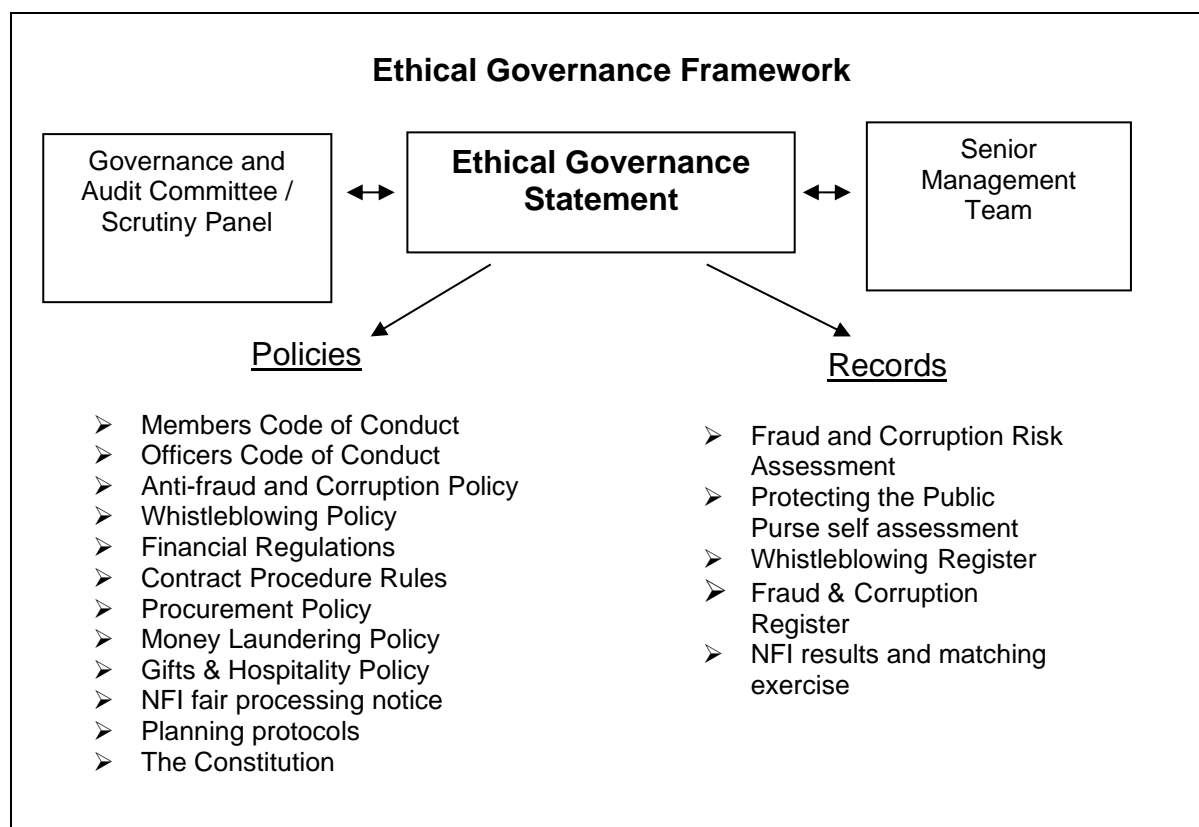 Ethical Governance Framework
Governance and
Audit Committee /
Scrutiny Panel
Ethical Governance
Statement
Senior
Management
Team
Policies
➢ Members Code of Conduct
➢ Officers Code of Conduct
➢ Anti-fraud and Corruption Policy
➢ Whistleblowing Policy
➢ Financial Regulations
➢ Contract Procedure Rules
➢ Procurement Policy
➢ Money Laundering Policy
➢ Gifts & Hospitality Policy
➢ NFI fair processing notice
➢ Planning protocols
➢ The Constitution
Records
➢ Fraud and Corruption Risk
Assessment
➢ Protecting the Public
Purse self assessment
➢ Whistleblowing Register
➢ Fraud & Corruption
Register
➢ NFI results and matching
exercise